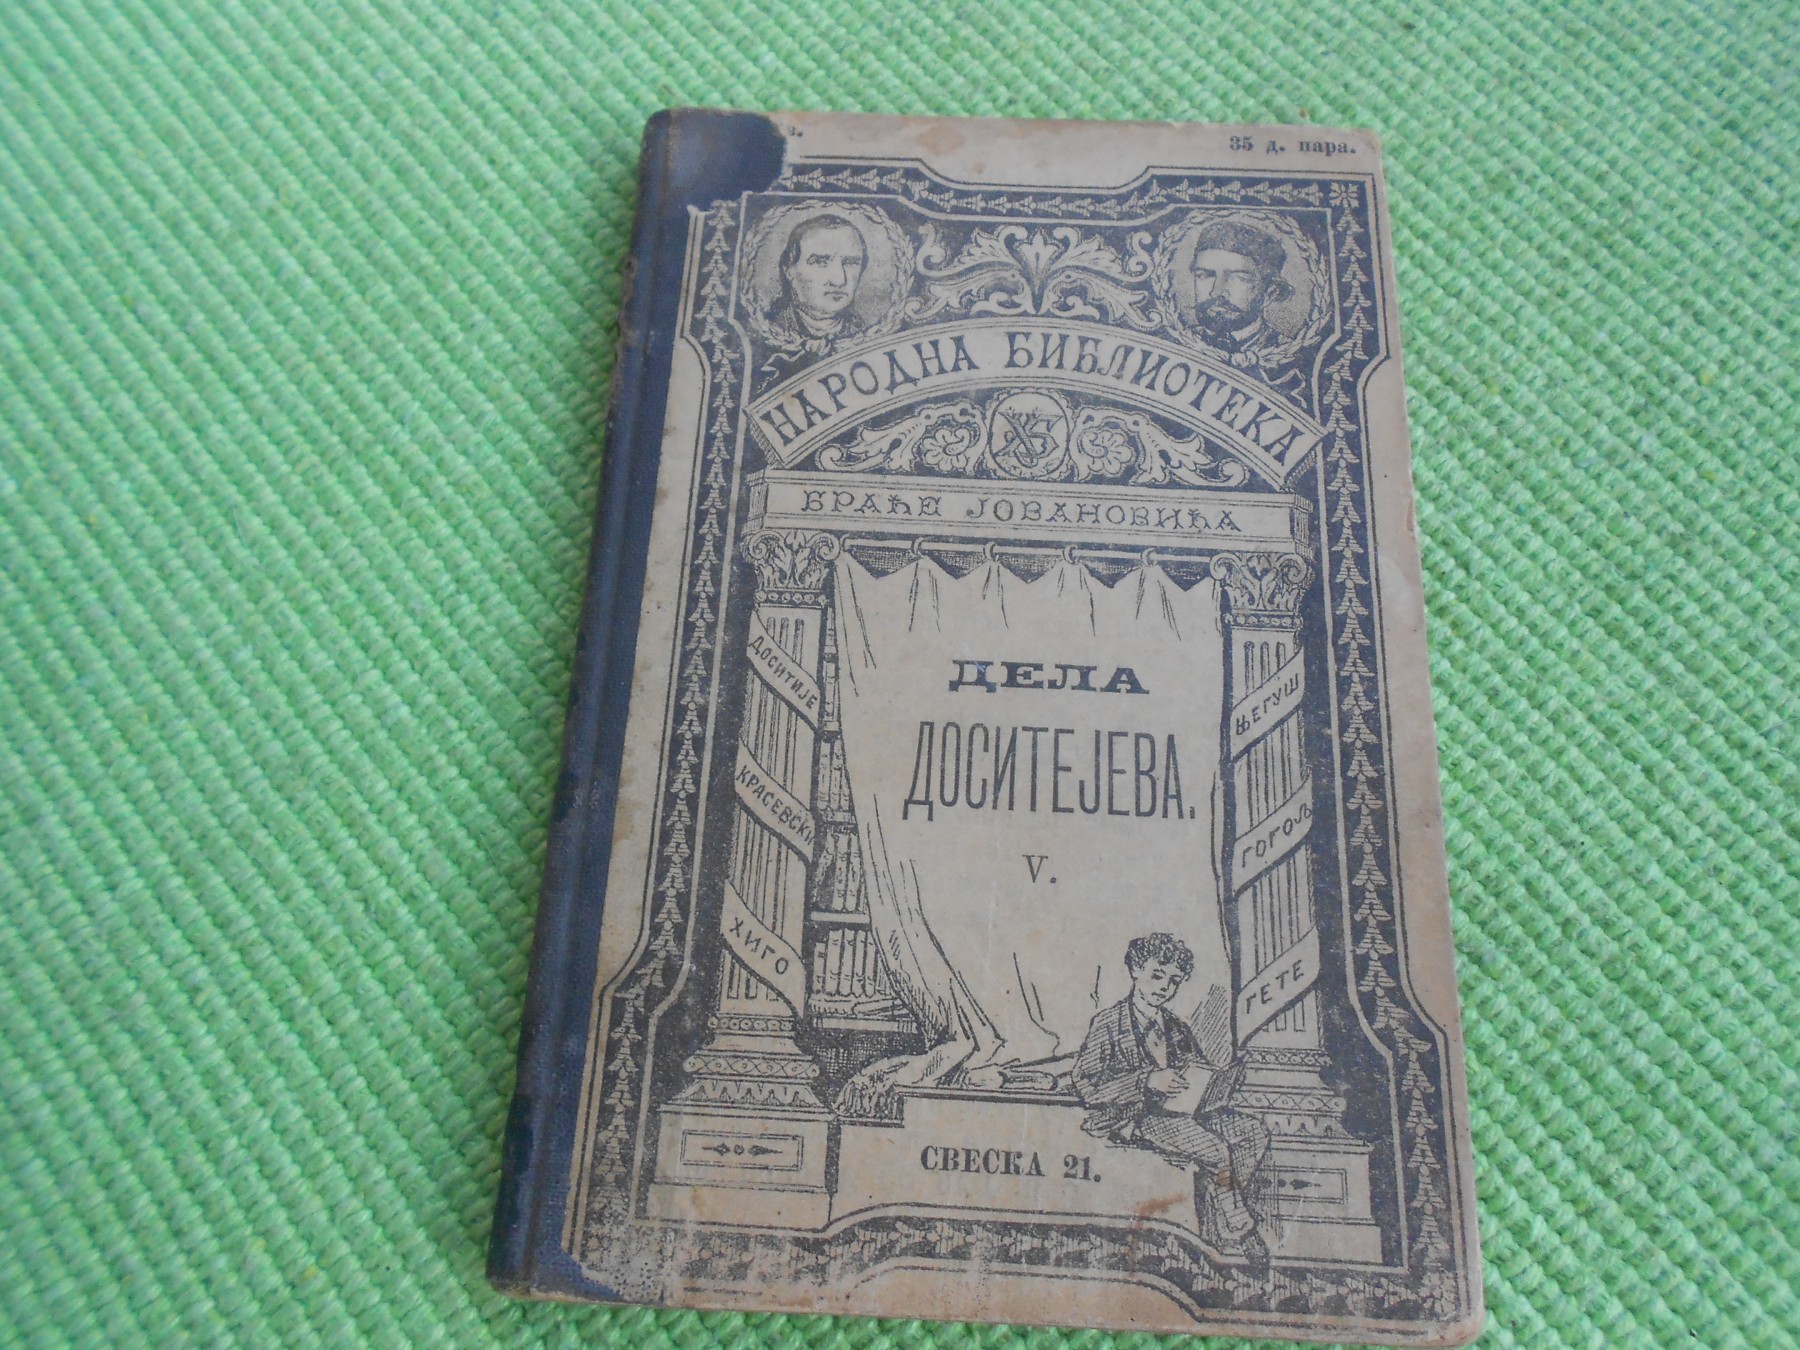 35 д. пара.
НАРОДНА БИБЛИОТЕКА
БРАЋЕ ЈОВАНОВИЋА
ДОСИТИЈЕ
КРАСЕВСКИ
ХИГО
ДЕЛА
ДОСИТЕЈЕВА.
V.
ЊЕГУШ
ГОГОЉ
ГЕТЕ
СВЕСКА 21.